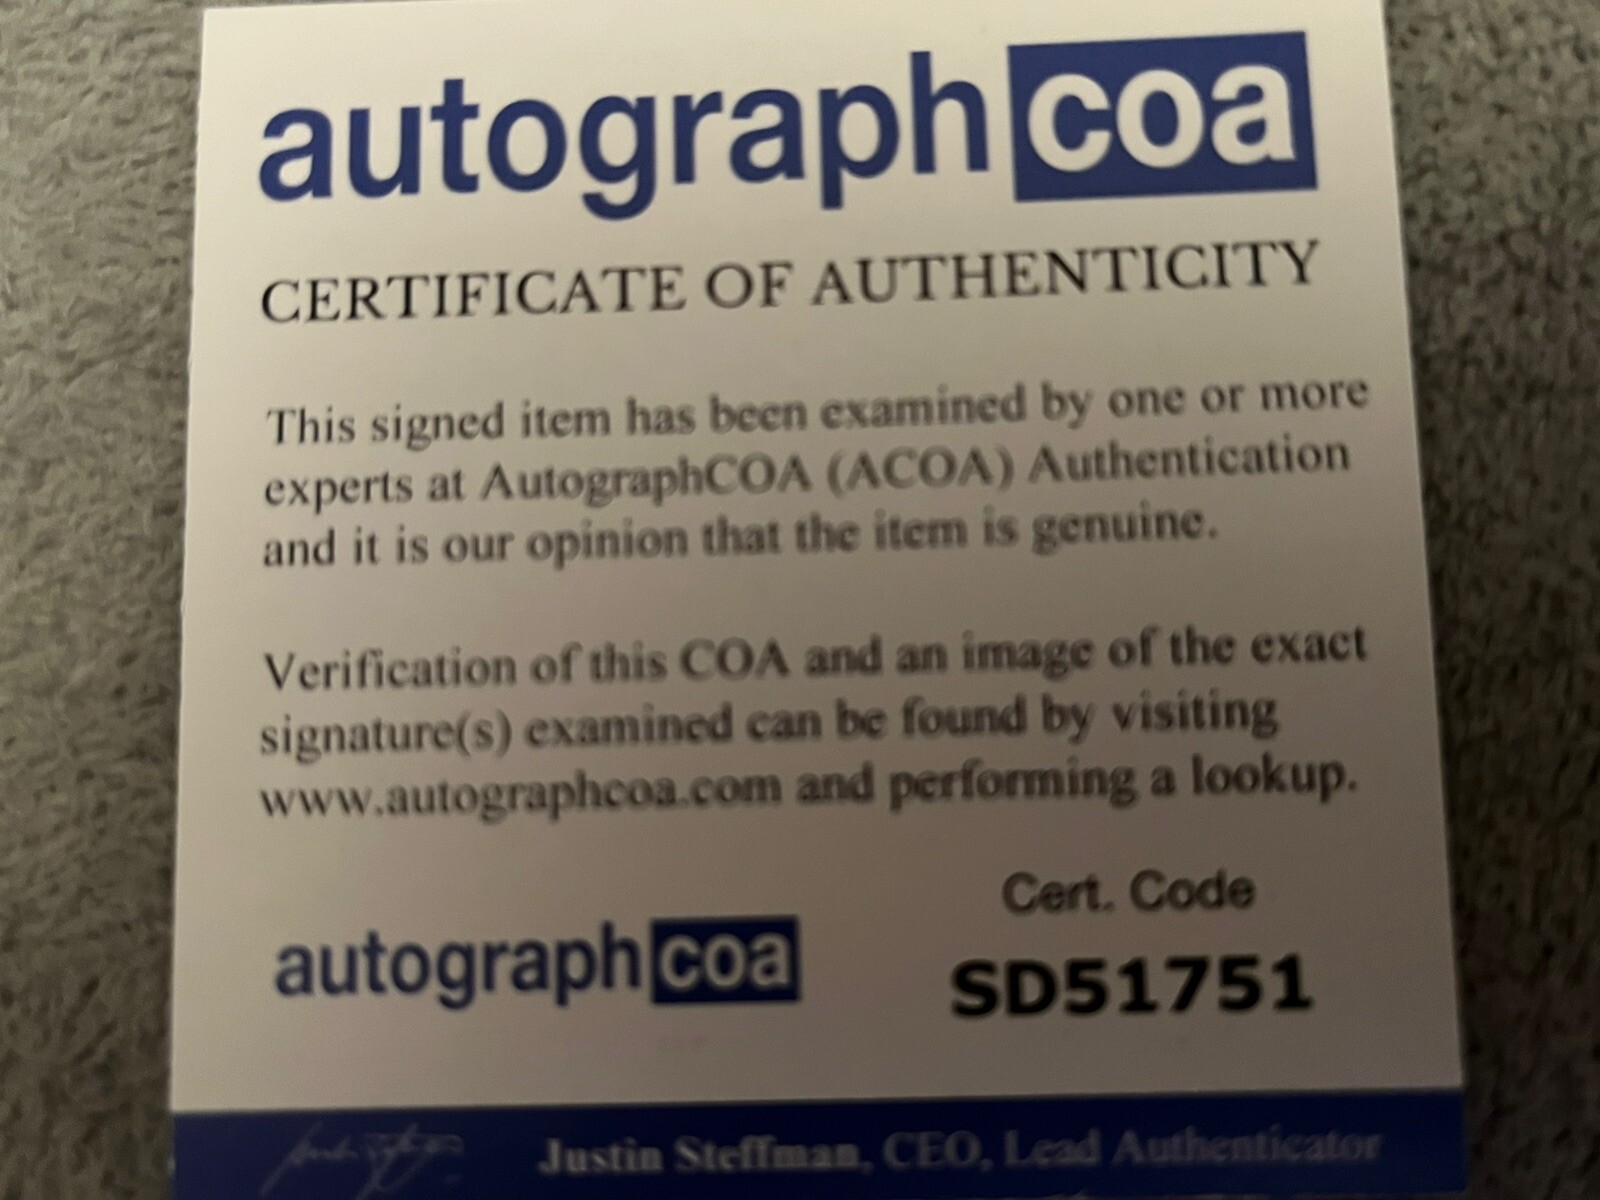 autographcoa
CERTIFICATE OF AUTHENTICITY
This signed item has been examined by one or more
experts at AutographCOA (ACOA) Authentication
and it is our opinion that the item is genuine.
Verification of this COA and an image of the exact
signature(s) examined can be found by visiting
www.autographcoa.com and performing a lookup.
Cert. Code
autographcoa
SD51751
Justin Steffman, CEO, Lead Authenticator